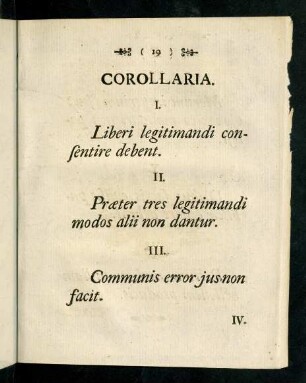 ( 19 )
COROLLARIA.
I.
Liberi legitimandi con-
ſentire debent.
II.
Præter tres legitimandi
modos alii non dantur.
III.
Communis error jus non
facit.
IV.